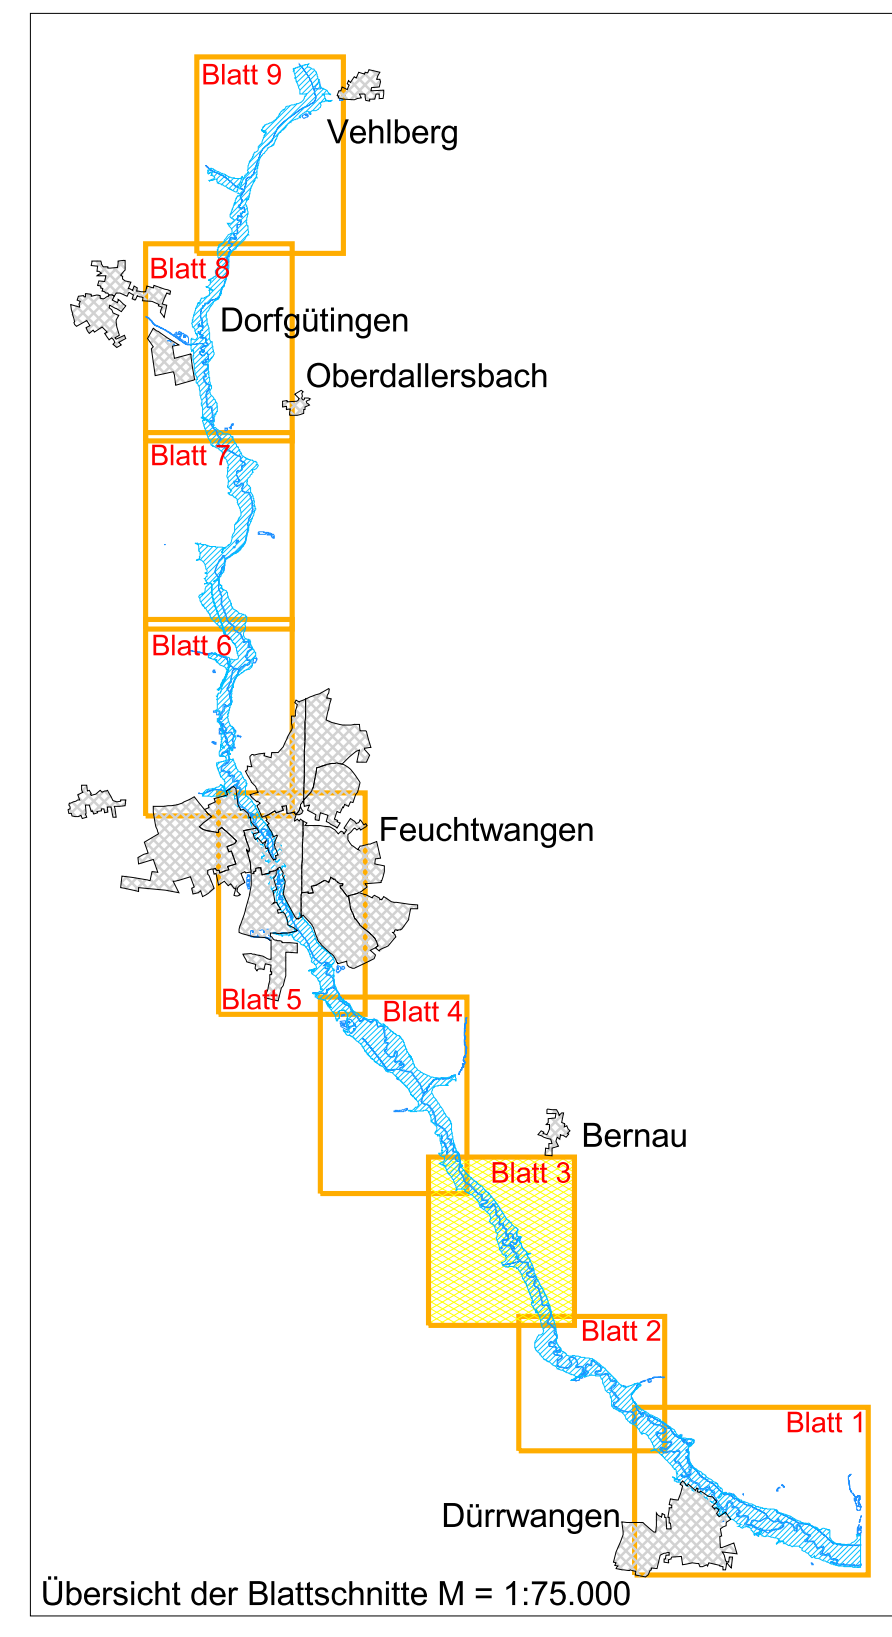 Blatt 9
Vehlberg
Blatt 8
Dorfgütingen
Oberdallersbach
Blatt 7
Blatt 6
Feuchtwangen
Blatt 5
Blatt 4
Bernau
Blatt 3
Blatt 2
Blatt 1
Dürrwangen
Übersicht der Blattschnitte M = 1:75.000